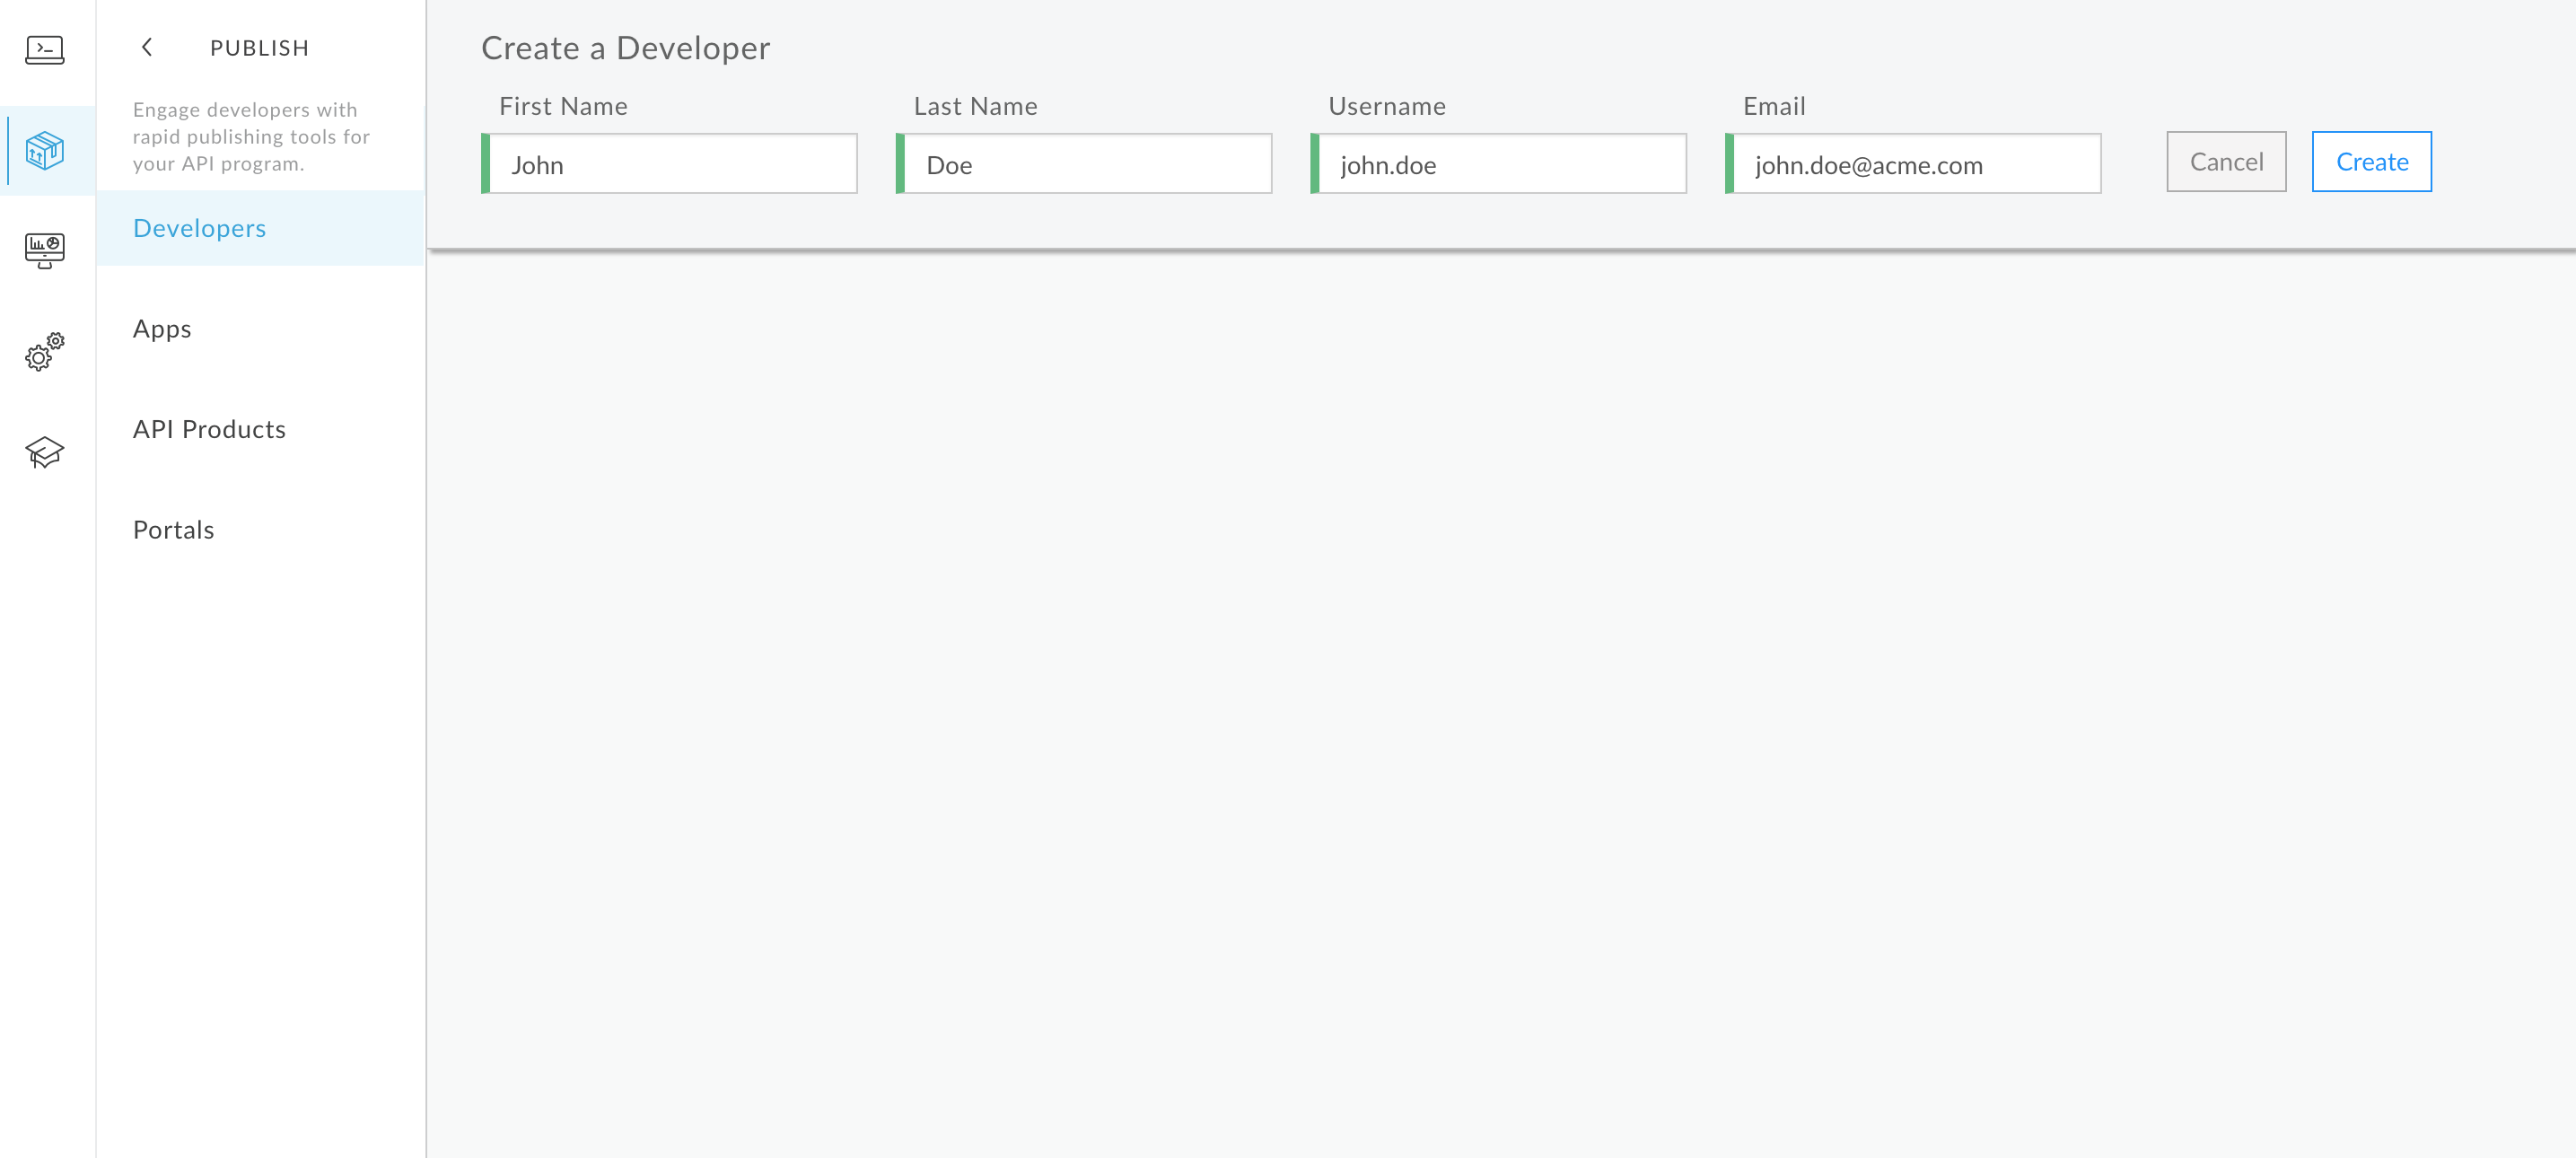 PUBLISH
Engage developers with
rapid publishing tools for
your API program.
Developers
Apps
API Products
Portals
Create a Developer
First Name
Last Name
Username
Email
John
Doe
john.doe
john.doe@acme.com
Cancel
Create